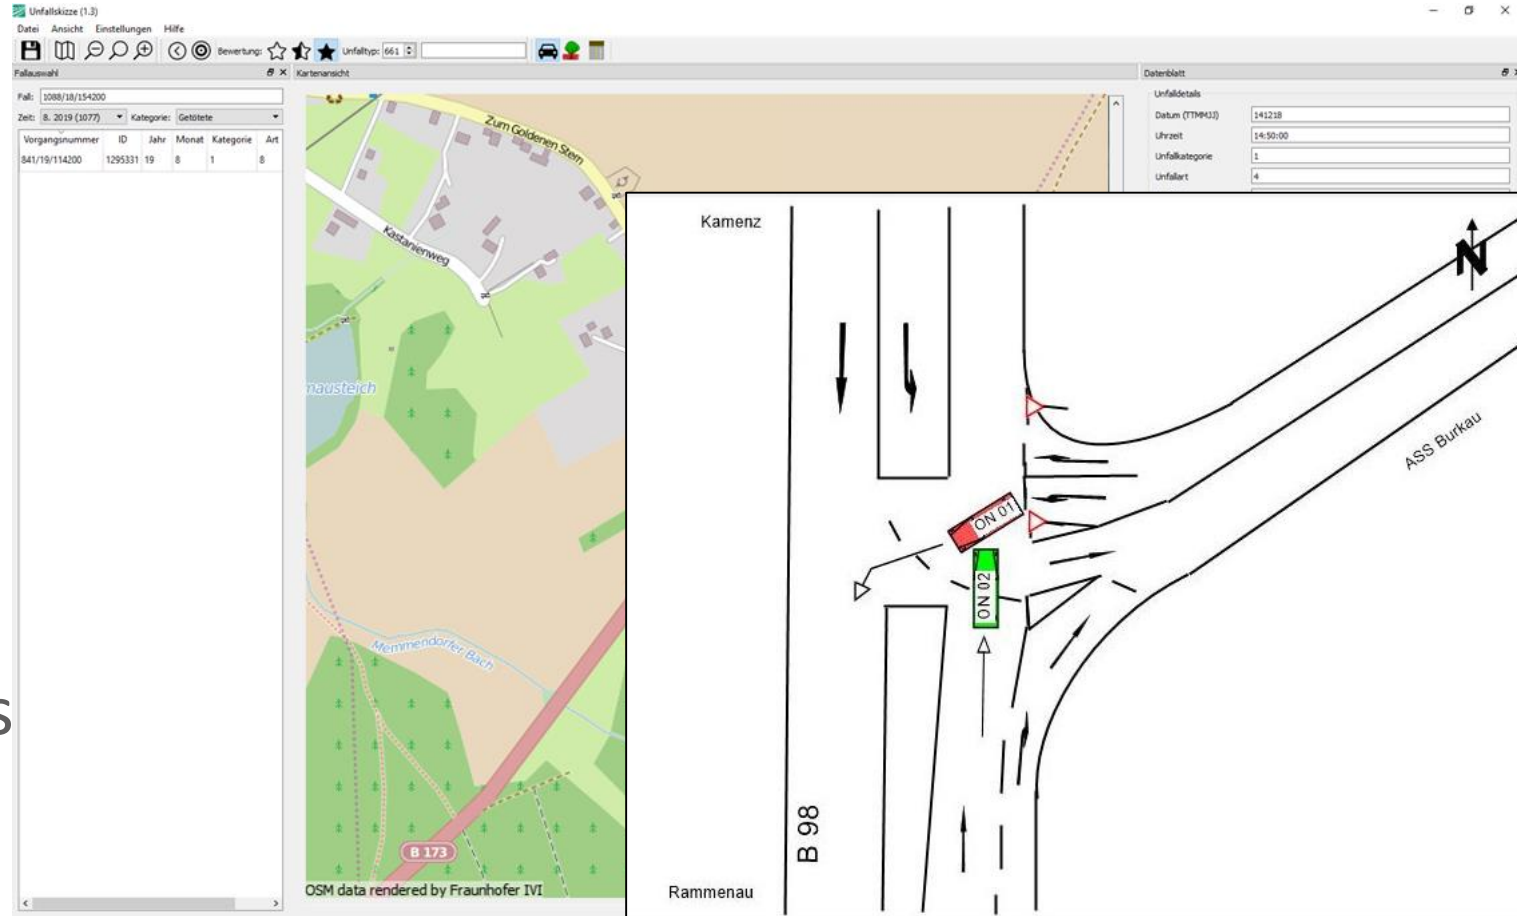 Unfallskizze (1.3)
Datei Ansicht Einstellungen Hilfe
Bewertung: Unfalltyp: 661
Fallauswahl
Fall: 1088/18/154200
Zeit: 8. 2019 (1077) Kategorie: Getötete
Vorgangsnummer ID Jahr Monat Kategorie Art
841/19/114200 1295331 19 8 1 8
Kartenansicht
Zum Goldenen Stern
Kastanienweg
mausteich
Memmendorfer Bach
B 173
OSM data rendered by Fraunhofer IVI
Datenblatt
Unfalldetails
Datum (TTMMJJ) 141218
Uhrzeit 14:50:00
Unfallkategorie 1
Unfallart 4
Kamenz
N
ASS Burkau
ON 01
ON 02
B 98
Rammenau
s